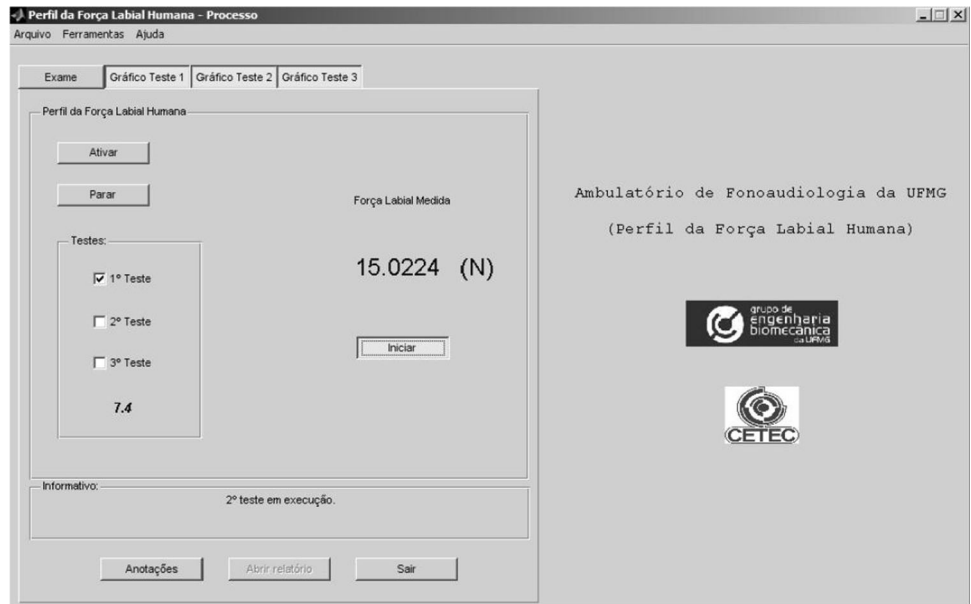 Perfil da Força Labial Humana - Processo
Arquivo Ferramentas Ajuda
Exame Gráfico Teste 1 Gráfico Teste 2 Gráfico Teste 3
Perfil da Força Labial Humana
Ativar
Parar
Força Labial Medida
Testes:
1º Teste
15.0224 (N)
2º Teste
Iniciar
3º Teste
7.4
Informativo:
2º teste em execução.
Anotações Abrir relatório Sair
Ambulatório de Fonoaudiologia da UFMG
(Perfil da Força Labial Humana)
grupo de
engenharia
biomecânica
da UFMG
CETEC